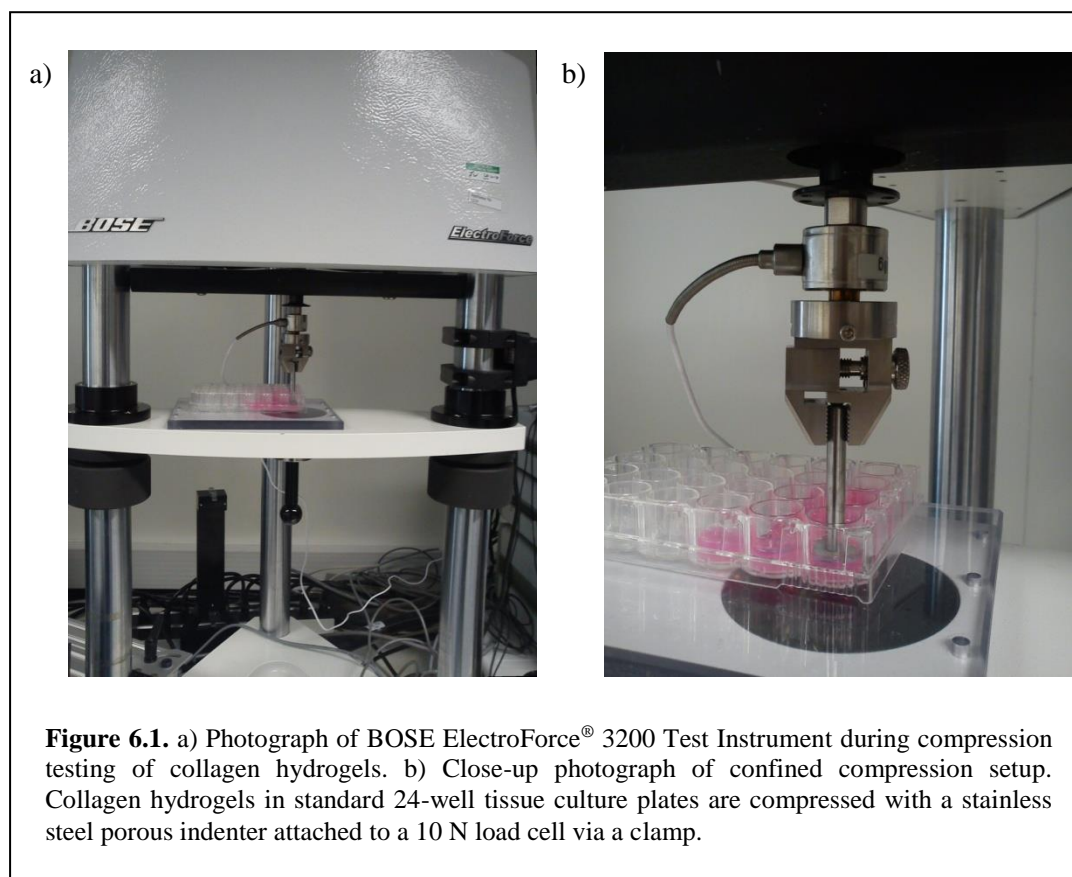 a)
b)
BOSE
ElectroForce
Figure 6.1. a) Photograph of BOSE ElectroForce® 3200 Test Instrument during compression
testing of collagen hydrogels. b) Close-up photograph of confined compression setup.
Collagen hydrogels in standard 24-well tissue culture plates are compressed with a stainless
steel porous indenter attached to a 10 N load cell via a clamp.